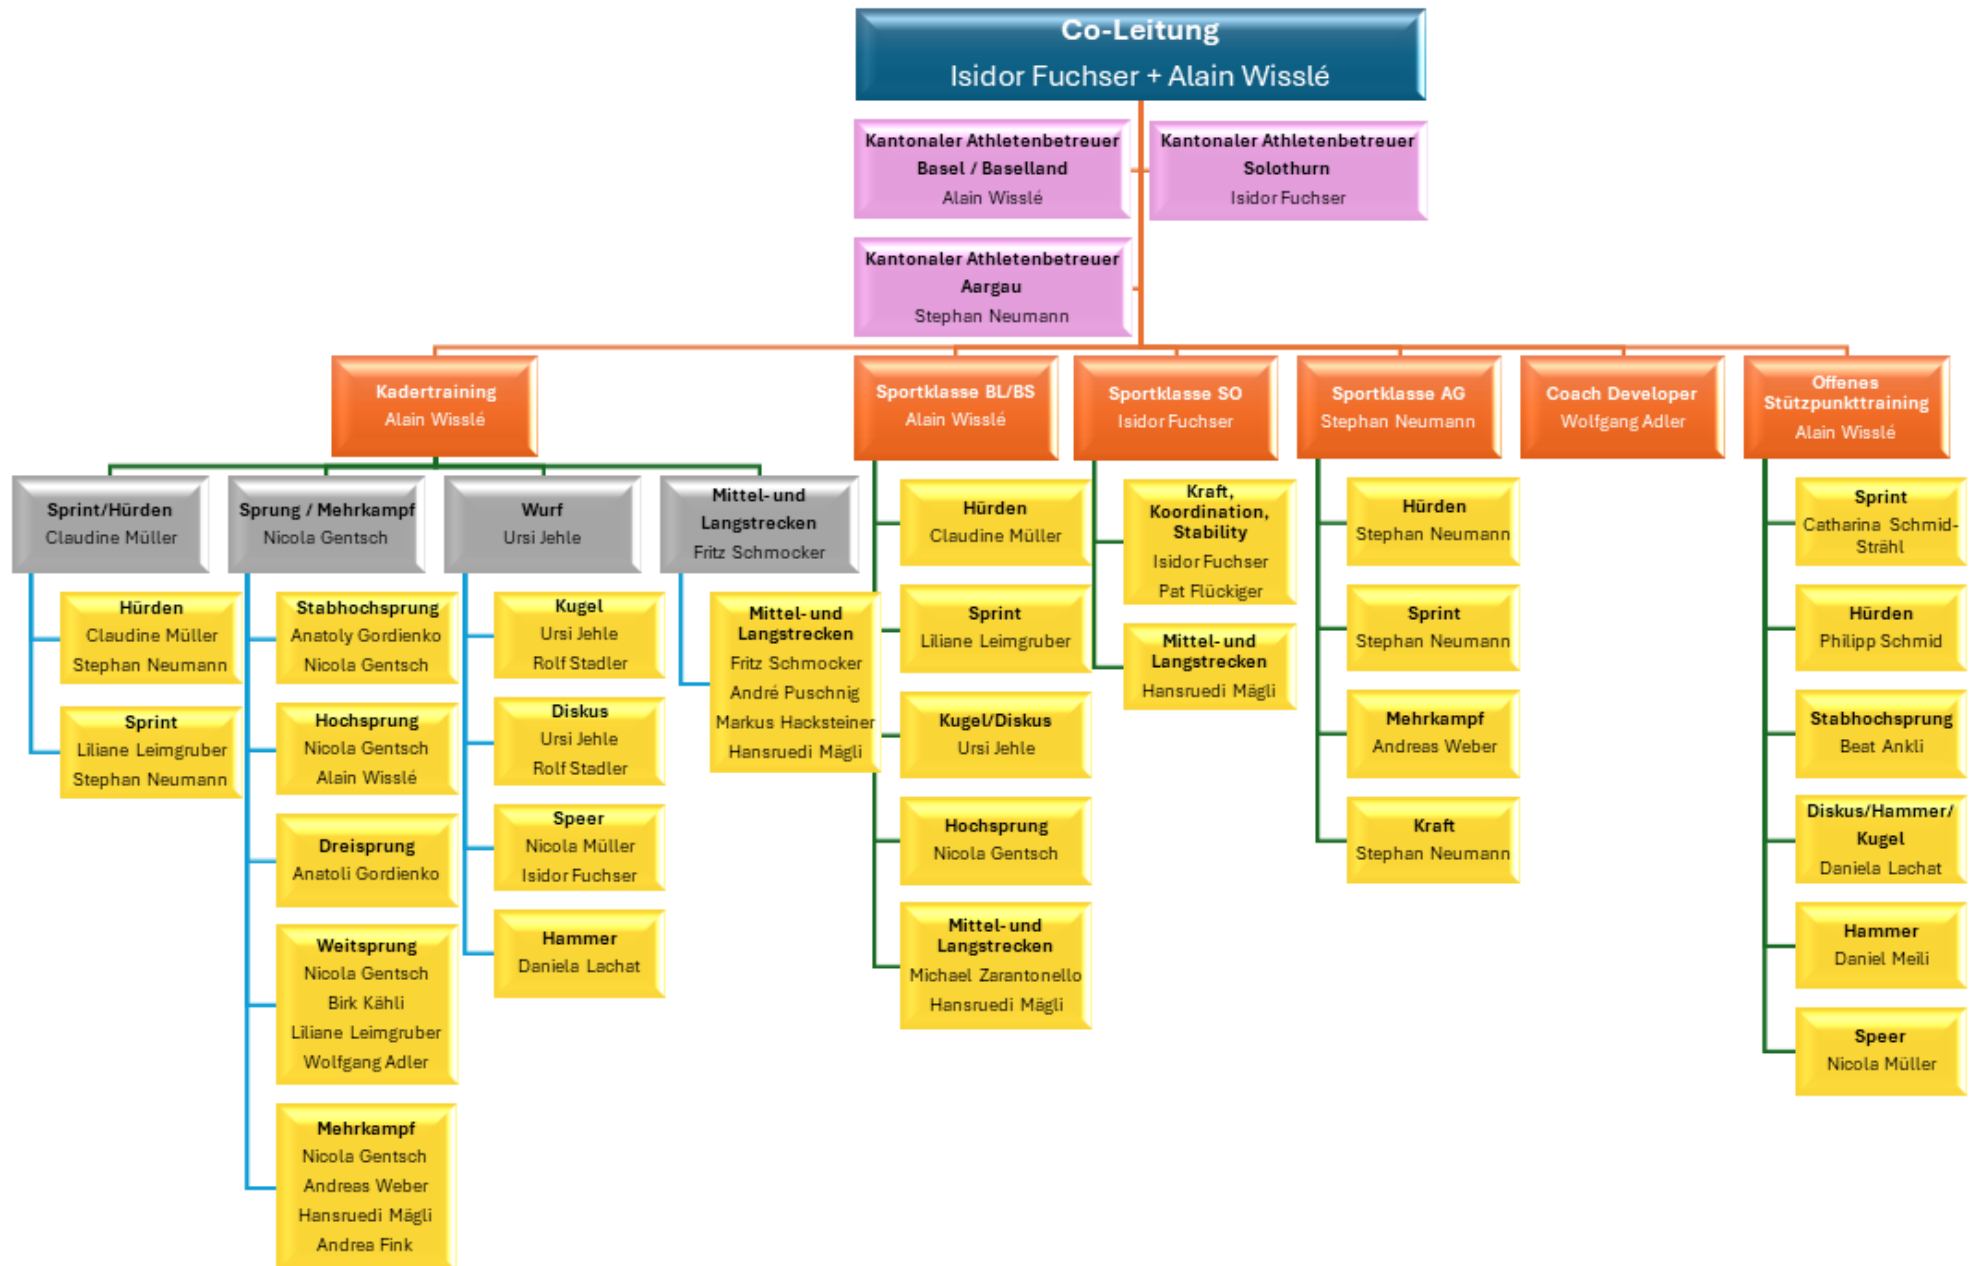 Co-Leitung
Isidor Fuchser + Alain Wisslé
Kantonaler Athletenbetreuer
Basel / Baselland
Alain Wisslé
Kantonaler Athletenbetreuer
Solothurn
Isidor Fuchser
Kantonaler Athletenbetreuer
Aargau
Stephan Neumann
Kadertraining
Alain Wisslé
Sprint/Hürden
Claudine Müller
Hürden
Claudine Müller
Stephan Neumann
Sprint
Liliane Leimgruber
Stephan Neumann
Sprung / Mehrkampf
Nicola Gentsch
Stabhochsprung
Anatoly Gordienko
Nicola Gentsch
Hochsprung
Nicola Gentsch
Alain Wisslé
Dreisprung
Anatoli Gordienko
Weitsprung
Nicola Gentsch
Birk Kähli
Liliane Leimgruber
Wolfgang Adler
Mehrkampf
Nicola Gentsch
Andreas Weber
Hansruedi Mägli
Andrea Fink
Wurf
Ursi Jehle
Kugel
Ursi Jehle
Rolf Stadler
Diskus
Ursi Jehle
Rolf Stadler
Speer
Nicola Müller
Isidor Fuchser
Hammer
Daniela Lachat
Mittel- und
Langstrecken
Fritz Schmocker
Mittel- und
Langstrecken
Fritz Schmocker
André Puschnig
Markus Hacksteiner
Hansruedi Mägli
Sportklasse BL/BS
Alain Wisslé
Hürden
Claudine Müller
Sprint
Liliane Leimgruber
Kugel/Diskus
Ursi Jehle
Hochsprung
Nicola Gentsch
Mittel- und
Langstrecken
Michael Zarantonello
Hansruedi Mägli
Sportklasse SO
Isidor Fuchser
Kraft,
Koordination,
Stability
Isidor Fuchser
Pat Flückiger
Mittel- und
Langstrecken
Hansruedi Mägli
Sportklasse AG
Stephan Neumann
Hürden
Stephan Neumann
Sprint
Stephan Neumann
Mehrkampf
Andreas Weber
Kraft
Stephan Neumann
Coach Developer
Wolfgang Adler
Offenes
Stützpunkttraining
Alain Wisslé
Sprint
Catharina Schmid-
Strähl
Hürden
Philipp Schmid
Stabhochsprung
Beat Ankli
Diskus/Hammer/
Kugel
Daniela Lachat
Hammer
Daniel Meili
Speer
Nicola Müller